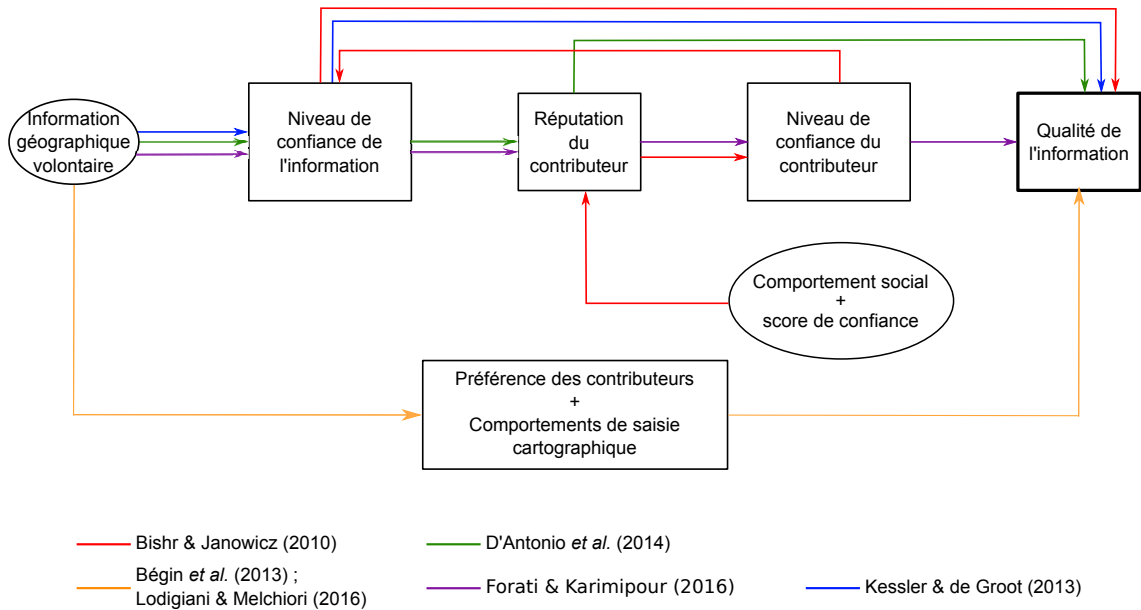 Information
géographique
volontaire
Niveau de
confiance de
l'information
Réputation
du
contributeur
Niveau de
confiance du
contributeur
Qualité de
l'information
Comportement social
+
score de confiance
Préférence des contributeurs
+
Comportements de saisie
cartographique
Bishr & Janowicz (2010)
D'Antonio et al. (2014)
Bégin et al. (2013) ;
Lodigiani & Melchiori (2016)
Forati & Karimipour (2016)
Kessler & de Groot (2013)